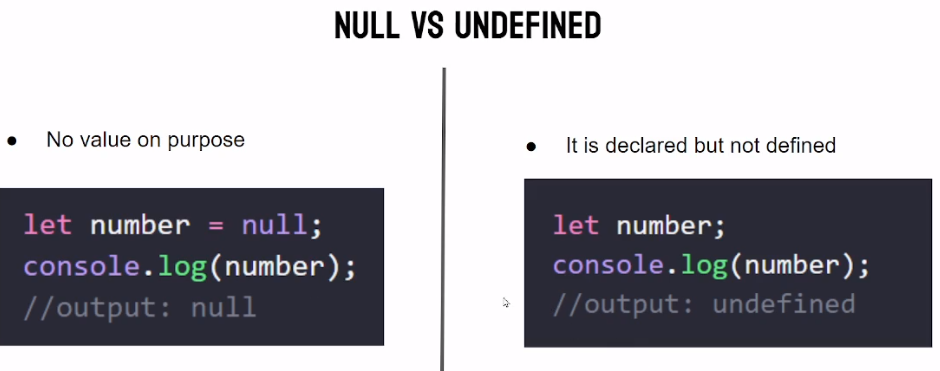 NULL VS UNDEFINED
● No value on purpose
let number = null;
console.log(number);
//output: null
● It is declared but not defined
let number;
console.log(number);
//output: undefined